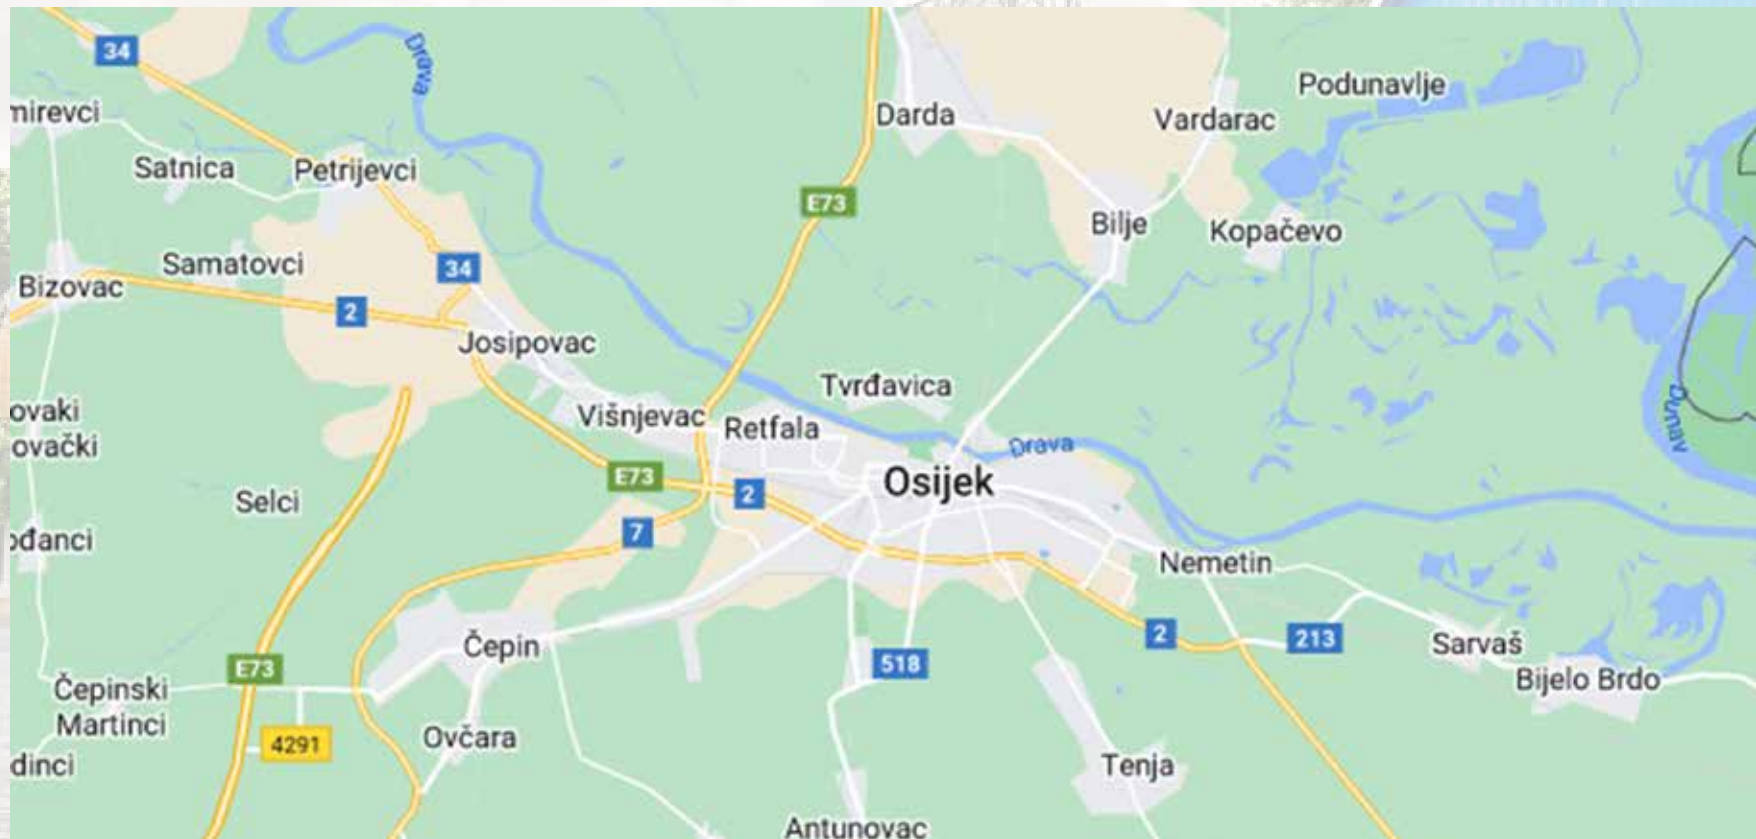 34
Drava
mirevci
Satnica
Petrijevci
Darda
Vardarac
Podunavlje
E73
Bilje
Kopačevo
Samatovci
34
Bizovac
2
Josipovac
Tvrđavica
Višnjevac
Retfala
ovaki
ovački
Drava
Dunav
E73
2
Osijek
Selci
7
ođanci
Nemetin
2
213
Sarvaš
Čepin
518
E73
Bijelo Brdo
Čepinski
Martinci
4291
Ovčara
dinci
Tenja
Antunovac